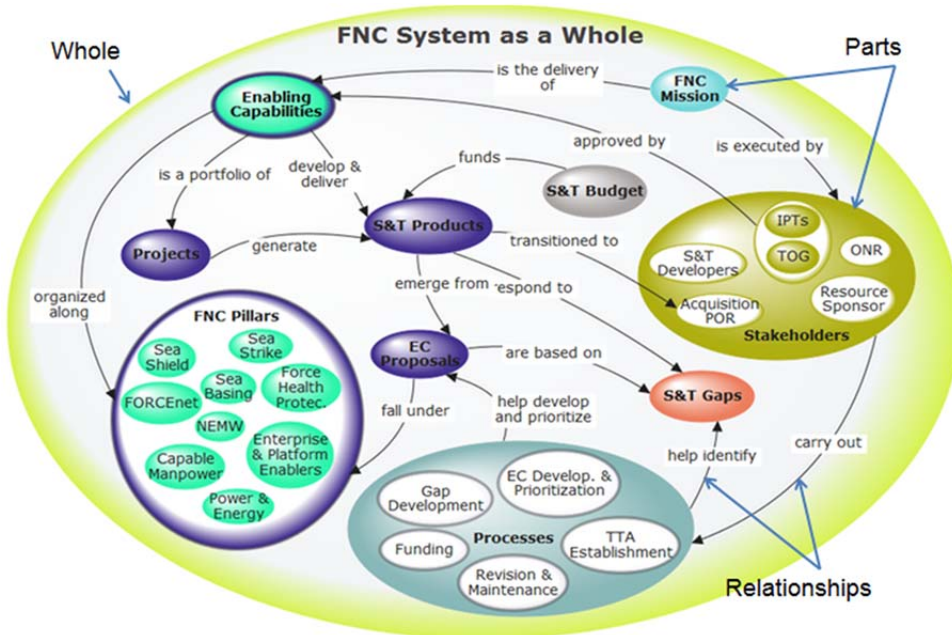 FNC System as a Whole
Whole
Parts
is the delivery
of
FNC
Mission
Enabling
Capabilities
approved by
is executed by
is a portfolio of
develop &
deliver
funds
S&T Budget
IPTs
TOG
S&T
Developers
ONR
Acquisition
POR
Resource
Sponsor
Stakeholders
Projects
generate
S&T Products
transitioned to
organized
along
emerge from
respond to
FNC Pillars
Sea
Shield
Sea
Strike
FORCEnet
Sea
Basing
Force
Health
Protec.
NEMW
Capable
Manpower
Enterprise
& Platform
Enablers
Power &
Energy
EC
Proposals
are based on
S&T Gaps
fall under
help develop
and prioritize
help identify
carry out
Gap
Development
EC Develop. &
Prioritization
Funding
Processes
TTA
Establishment
Revision &
Maintenance
Relationships